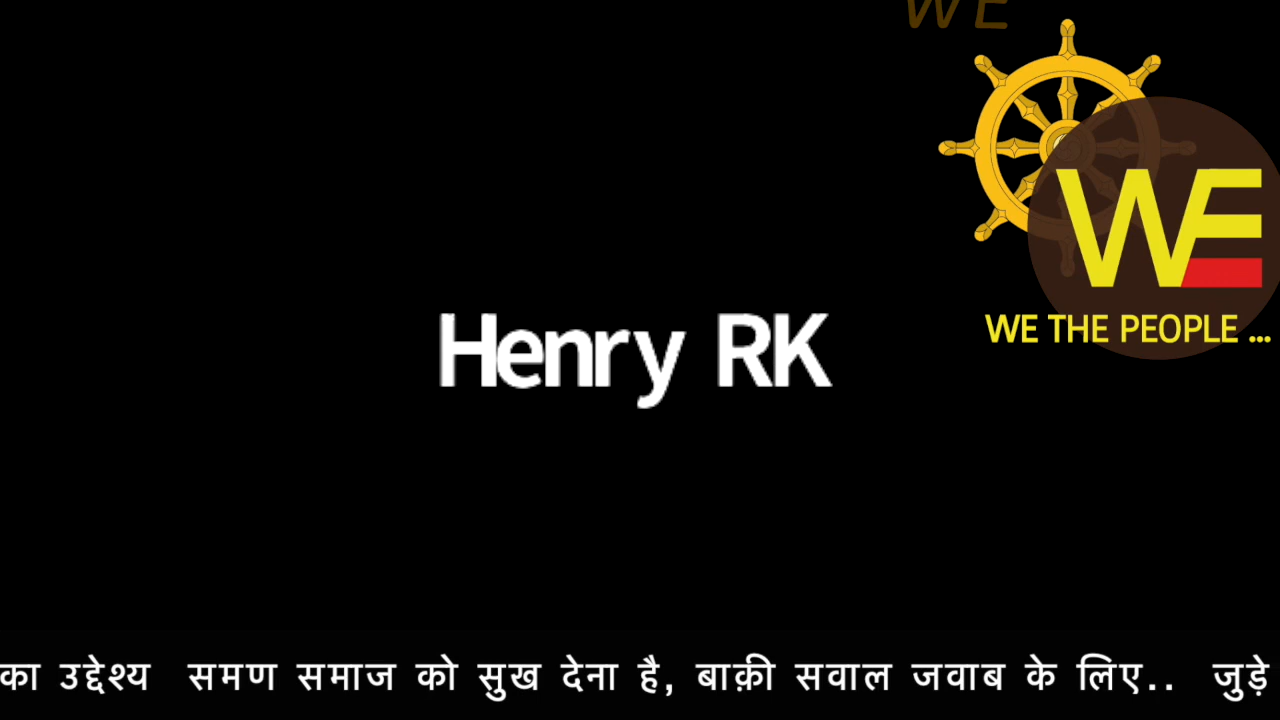 WE
WE
WE THE PEOPLE ...
Henry RK
का उद्देश्य समण समाज को सुख देना है, बाक़ी सवाल जवाब के लिए.. जुड़े